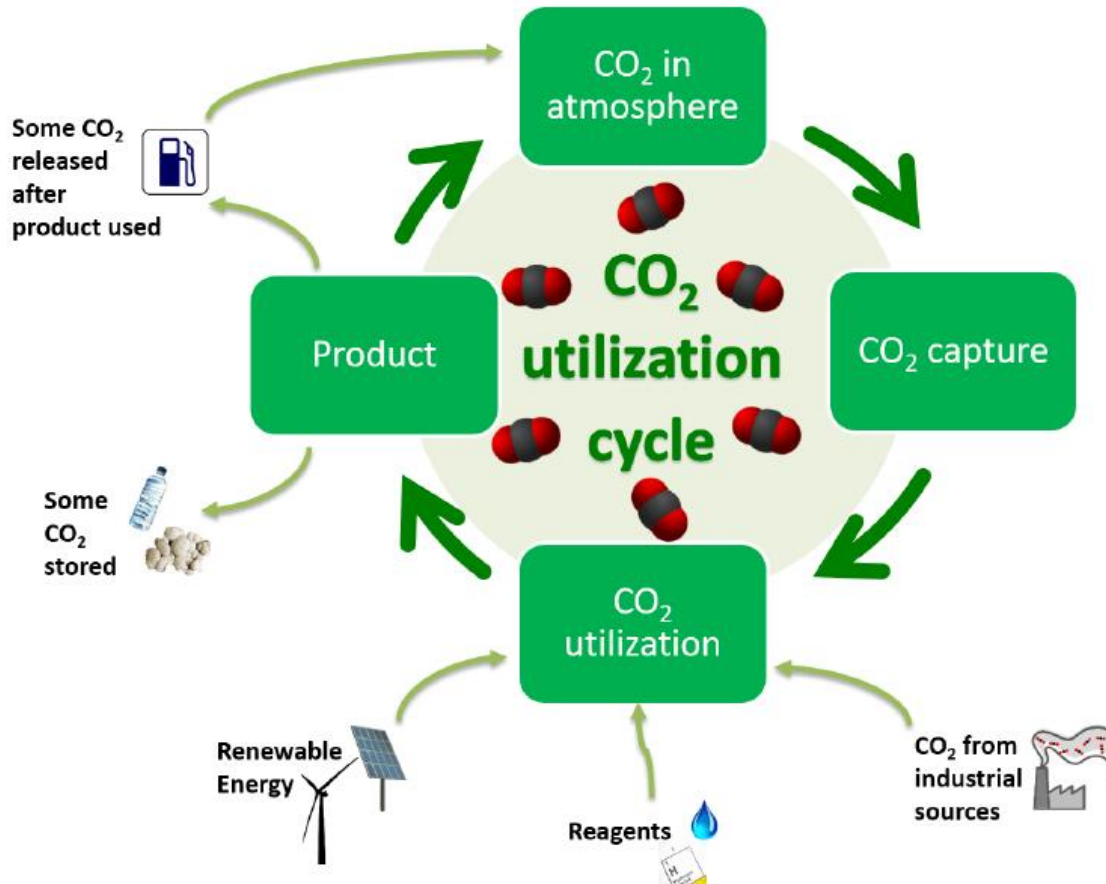 CO₂ in
atmosphere
Some CO₂
released
after
product used
CO₂
utilization
cycle
Product
CO₂ capture
Some
CO₂
stored
CO₂
utilization
Renewable
Energy
Reagents
H
CO₂ from
industrial
sources